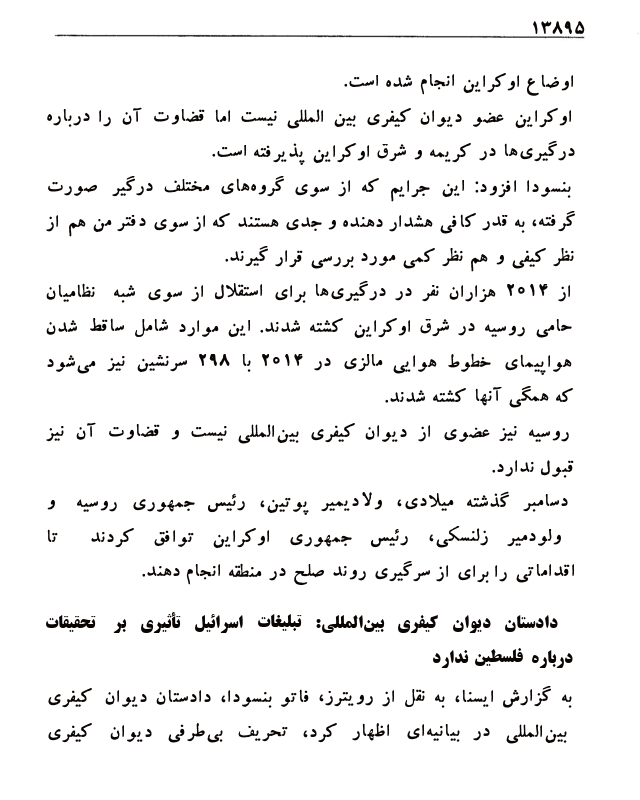 ۱۳۸۹۵
اوضاع اوکراین انجام شده است.
اوکراین عضو دیوان کیفری بین المللی نیست اما قضاوت آن را درباره
درگیری‌ها در کریمه و شرق اوکراین پذیرفته است.
بنسودا افزود: این جرایم که از سوی گروه‌های مختلف درگیر صورت
گرفته، به قدر کافی هشدار دهنده و جدی هستند که از سوی دفتر من هم از
نظر کیفی و هم نظر کمی مورد بررسی قرار گیرند.
از ۲۰۱۴ هزاران نفر در درگیری‌ها برای استقلال از سوی شبه نظامیان
حامی روسیه در شرق اوکراین کشته شدند. این موارد شامل ساقط شدن
هواپیمای خطوط هوایی مالزی در ۲۰۱۴ با ۲۹۸ سرنشین نیز می‌شود
که همگی آنها کشته شدند.
روسیه نیز عضوی از دیوان کیفری بین‌المللی نیست و قضاوت آن نیز
قبول ندارد.
دسامبر گذشته میلادی، ولادیمیر پوتین، رئیس جمهوری روسیه و
ولودمیر زلنسکی، رئیس جمهوری اوکراین توافق کردند تا
اقداماتی را برای از سرگیری روند صلح در منطقه انجام دهند.
دادستان دیوان کیفری بین‌المللی: تبلیغات اسرائیل تأثیری بر تحقیقات
درباره فلسطین ندارد
به گزارش ایسنا، به نقل از رویترز، فاتو بنسودا، دادستان دیوان کیفری
بین‌المللی در بیانیه‌ای اظهار کرد، تحریف بی‌طرفی دیوان کیفری